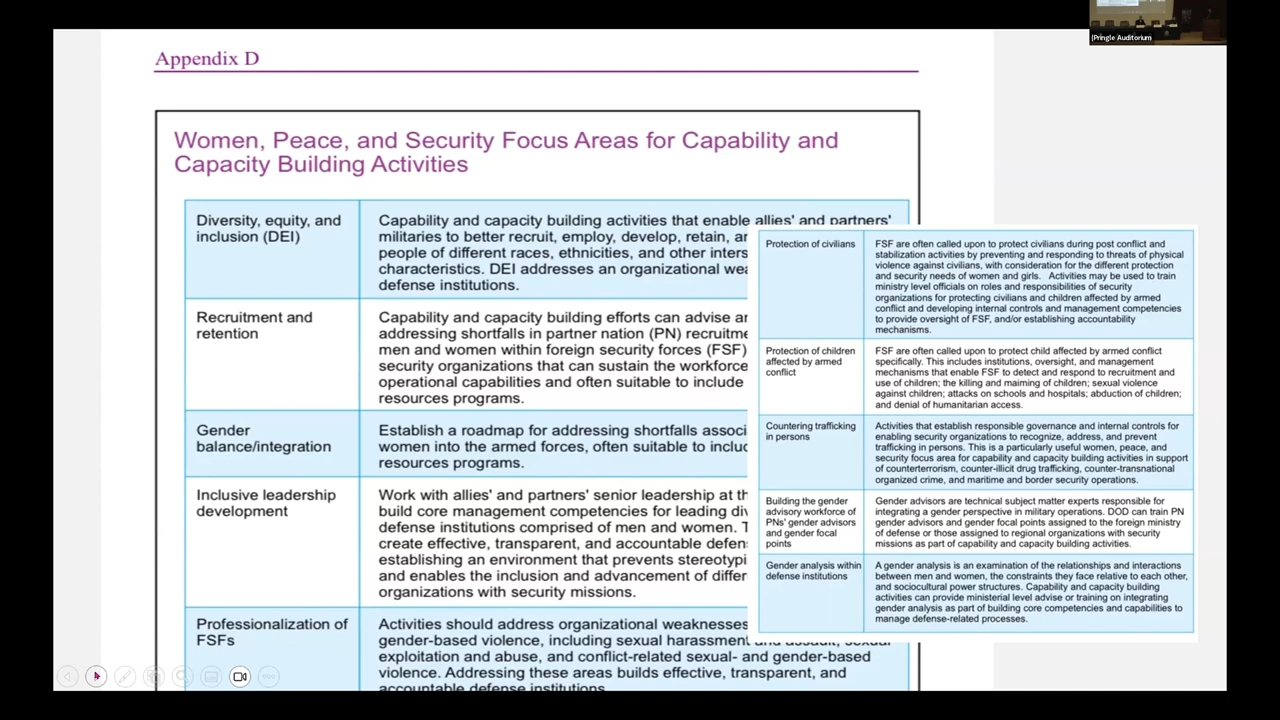 Appendix D
(Pringle Auditorium
Women, Peace, and Security Focus Areas for Capability and
Capacity Building Activities
Diversity, equity, and
inclusion (DEI)
Capability and capacity building activities that enable allies' and partners'
militaries to better recruit, employ, develop, retain,
people of different races, ethnicities, and other
characteristics. DEI addresses an organizational
defense institutions.
Recruitment and
retention
Capability and capacity building efforts can advise
addressing shortfalls in partner nation (PN)
men and women within foreign security forces (FSF)
security organizations that can sustain the workforce
operational capabilities and often suitable to include
resources programs.
Gender
balance/integration
Establish a roadmap for addressing shortfalls
women into the armed forces, often suitable to
resources programs.
Inclusive leadership
development
Work with allies' and partners' senior leadership at
build core management competencies for leading
defense institutions comprised of men and women.
create effective, transparent, and accountable
establishing an environment that prevents
and enables the inclusion and advancement of
organizations with security missions.
Professionalization of
FSFs
Activities should address organizational weaknesses
gender-based violence, including sexual harassment and assault, sexual
exploitation and abuse, and conflict-related sexual- and gender-based
violence. Addressing these areas builds effective, transparent, and
accountable defense institutions.
Protection of civilians
FSF are often called upon to protect civilians during post conflict and
stabilization activities by preventing and responding to threats of physical
violence against civilians, with consideration for the different protection
and security needs of women and girls. Activities may be used to train
ministry level officials on roles and responsibilities of security
organizations for protecting civilians and children affected by armed
conflict and developing internal controls and management competencies
to provide oversight of FSF, and/or establishing accountability
mechanisms.
Protection of children
affected by armed
conflict
FSF are often called upon to protect child affected by armed conflict
specifically. This includes institutions, oversight, and management
mechanisms that enable FSF to detect and respond to recruitment and
use of children; the killing and maiming of children; sexual violence
against children; attacks on schools and hospitals; abduction of children;
and denial of humanitarian access.
Countering trafficking
in persons
Activities that establish responsible governance and internal controls for
enabling security organizations to recognize, address, and prevent
trafficking in persons. This is a particularly useful women, peace, and
security focus area for capability and capacity building activities in support
of counterterrorism, counter-illicit drug trafficking, counter-transnational
organized crime, and maritime and border security operations.
Building the gender
advisory workforce of
PNs' gender advisors
and gender focal
points
Gender advisors are technical subject matter experts responsible for
integrating a gender perspective in military operations. DOD can train PN
gender advisors and gender focal points assigned to the foreign ministry
of defense or those assigned to regional organizations with security
missions as part of capability and capacity building activities.
Gender analysis within
defense institutions
A gender analysis is an examination of the relationships and interactions
between men and women, the constraints they face relative to each other,
and sociocultural power structures. Capability and capacity building
activities can provide ministerial level advise or training on integrating
gender analysis as part of building core competencies and capabilities to
manage defense-related processes.